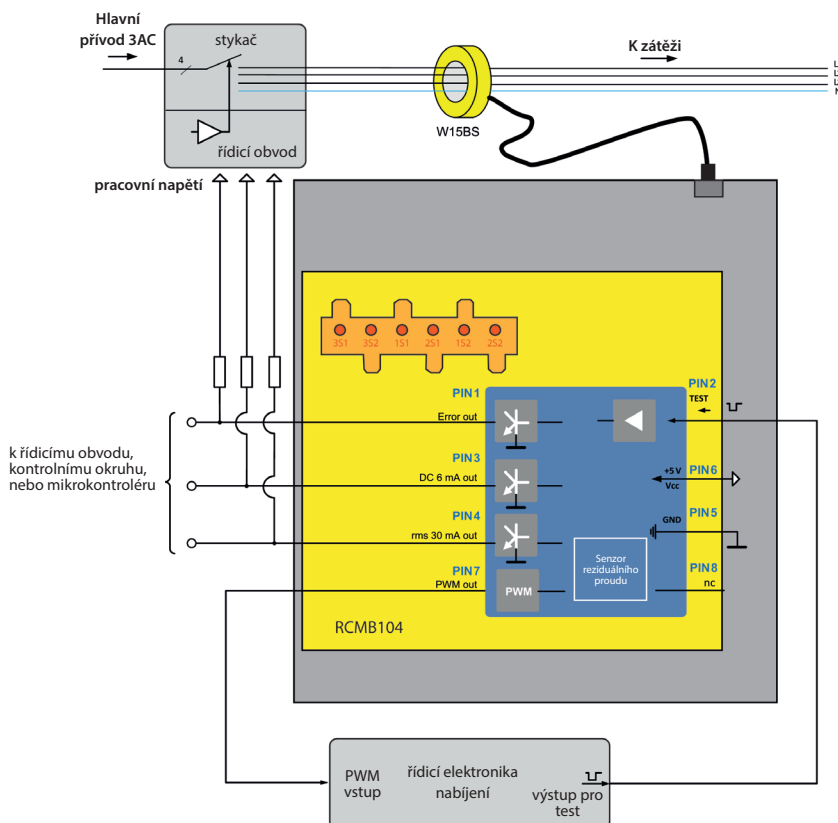 Hlavní
přívod 3AC
stykač
4
řídicí obvod
K zátěži
W15BS
pracovní napětí
3S1 3S2 1S1 2S1 1S2 2S2
PIN1
Error out
PIN2
TEST
PIN3
DC 6 mA out
+5 V
PIN6
Vcc
PIN4
rms 30 mA out
PIN5
GND
PIN7
PWM out
PWM
Senzor
reziduálního
proudu
PIN8
nc
RCMB104
k řídicímu obvodu,
kontrolnímu okruhu,
nebo mikrokontroléru
PWM
vstup
řídicí elektronika
nabíjení
výstup pro
test